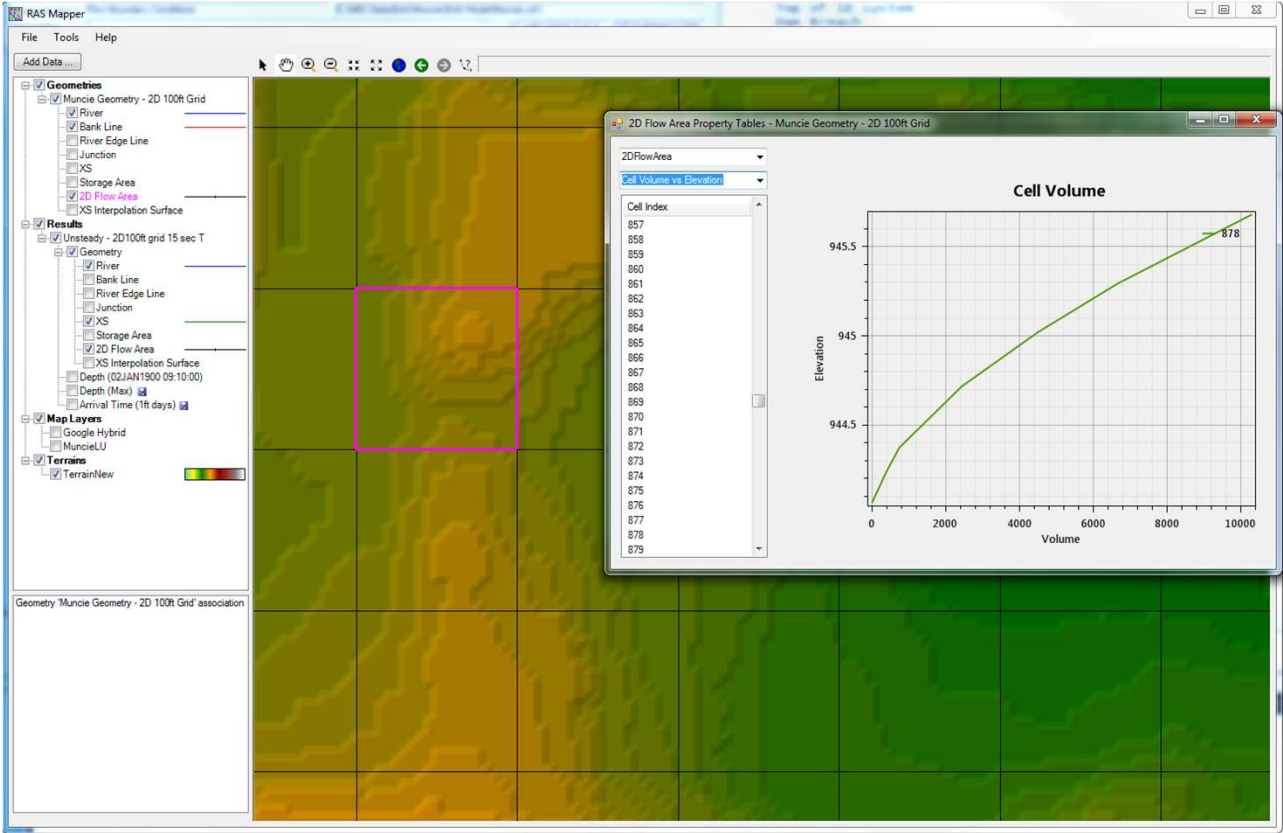 RAS Mapper
File Tools Help
Add Data ...
Geometries
Muncie Geometry - 2D 100ft Grid
River
Bank Line
River Edge Line
Junction
XS
Storage Area
2D Flow Area
XS Interpolation Surface
Results
Unsteady - 2D100ft grid 15 sec T
Geometry
River
Bank Line
River Edge Line
Junction
XS
Storage Area
2D Flow Area
XS Interpolation Surface
Depth (02JAN1900 09:10:00)
Depth (Max)
Arrival Time (1ft days)
Map Layers
Google Hybrid
MuncieLU
Terrains
TerrainNew
Geometry 'Muncie Geometry - 2D 100ft Grid' association
2D Flow Area Property Tables - Muncie Geometry - 2D 100ft Grid
2DFlowArea
Cell Volume vs Elevation
Cell Index
857
858
859
860
861
862
863
864
865
866
867
868
869
870
871
872
873
874
875
876
877
878
879
Cell Volume
878
945.5
945
944.5
Elevation
0 2000 4000 6000 8000 10000
Volume